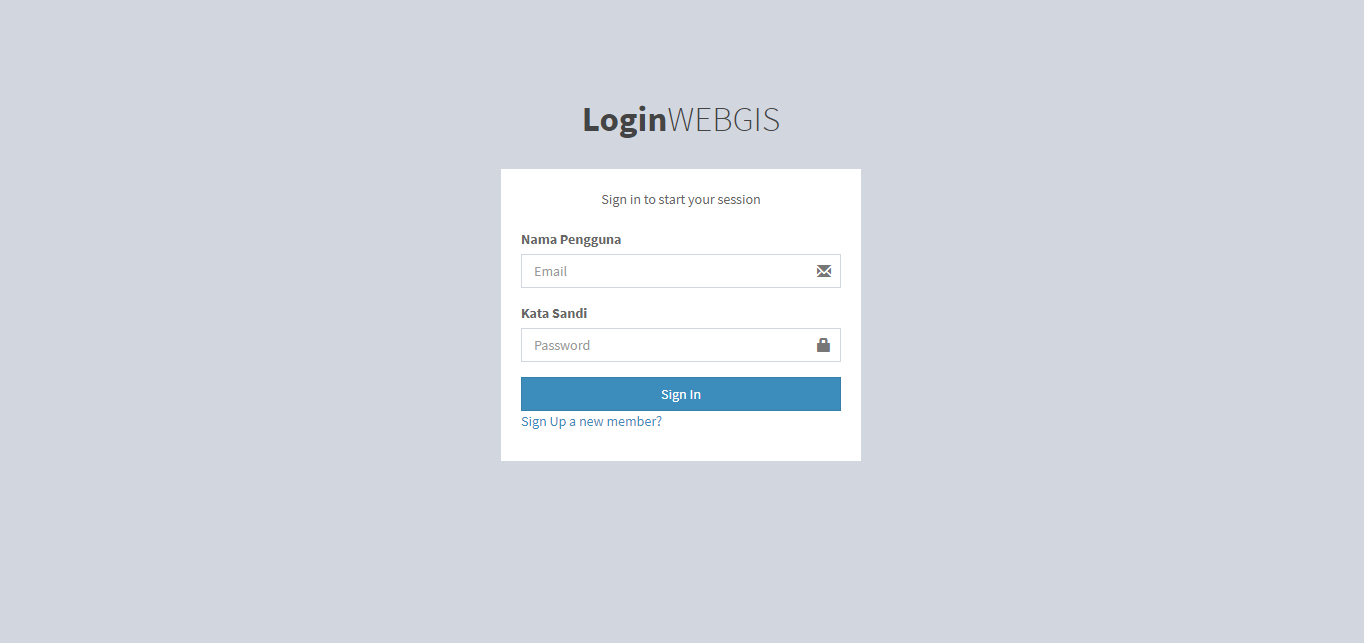 LoginWEBGIS
Sign in to start your session
Nama Pengguna
Email
Kata Sandi
Password
Sign In
Sign Up a new member?